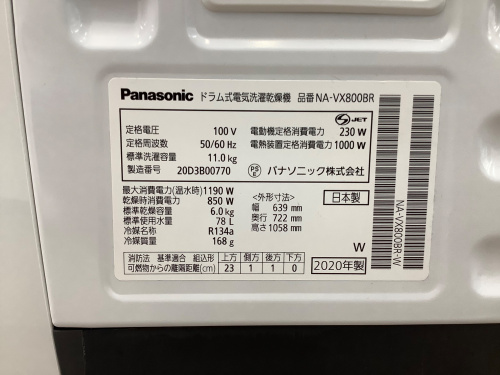 Panasonic ドラム式電気洗濯乾燥機 品番 NA-VX800BR
定格電圧 100 V
定格周波数 50/60 Hz
標準洗濯容量 11.0 kg
製造番号 20D3B00770
S JET
電動機定格消費電力 230 W
電熱装置定格消費電力 1000 W
PS E パナソニック株式会社
最大消費電力(温水時) 1190 W
乾燥時消費電力 850 W
標準乾燥容量 6.0 kg
標準使用水量 78 L
冷媒名称 R134a
冷媒質量 168 g
<外形寸法>
幅 639 mm
奥行 722 mm
高さ 1058 mm
日本製
W
消防法 基準適合 組込形 上方 側方 後方 下方
可燃物からの離隔距離(cm) 23 1 1 0
2020年製
NA-VX800BR-W